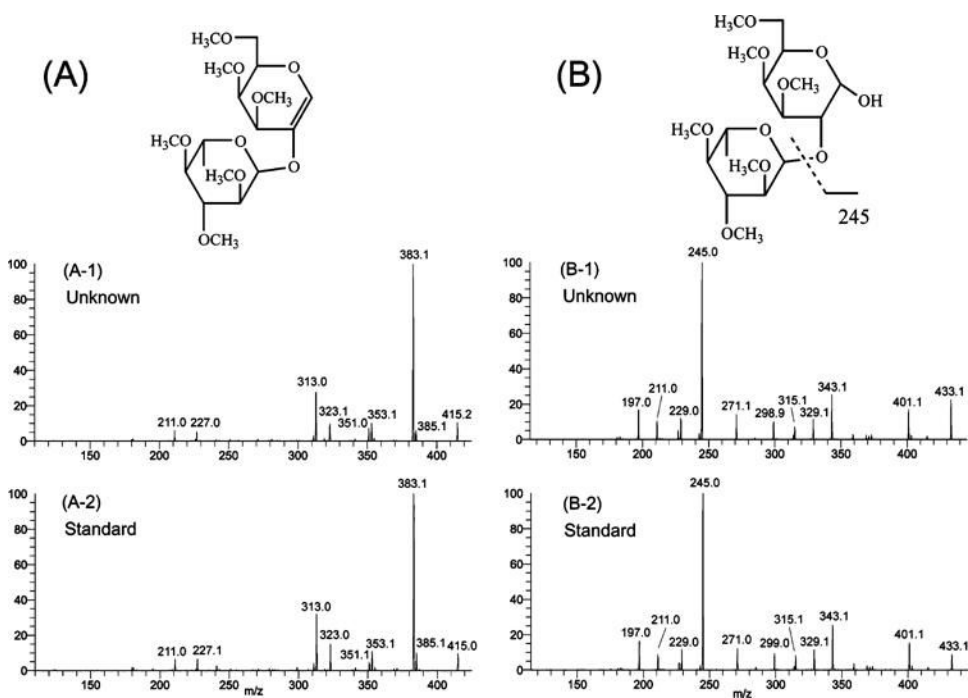 (A)
H₃CO
H₃CO
O
OCH₃
H₃CO
O
H₃CO
O
OCH₃
(B)
H₃CO
H₃CO
O
OCH₃
OH
H₃CO
O
H₃CO
O
OCH₃
245
(A-1)
Unknown
100
80
60
40
20
0
211.0
227.0
313.0
323.1
351.0
353.1
383.1
385.1
415.2
150 200 250 300 350 400
(B-1)
Unknown
100
80
60
40
20
0
197.0
211.0
229.0
245.0
271.1
298.9
315.1
329.1
343.1
401.1
433.1
150 200 250 300 350 400
(A-2)
Standard
100
80
60
40
20
0
211.0
227.1
313.0
323.0
351.1
353.1
383.1
385.1
415.0
150 200 250 300 350 400
m/z
(B-2)
Standard
100
80
60
40
20
0
197.0
211.0
229.0
245.0
271.0
299.0
315.1
329.1
343.1
401.1
433.1
150 200 250 300 350 400
m/z